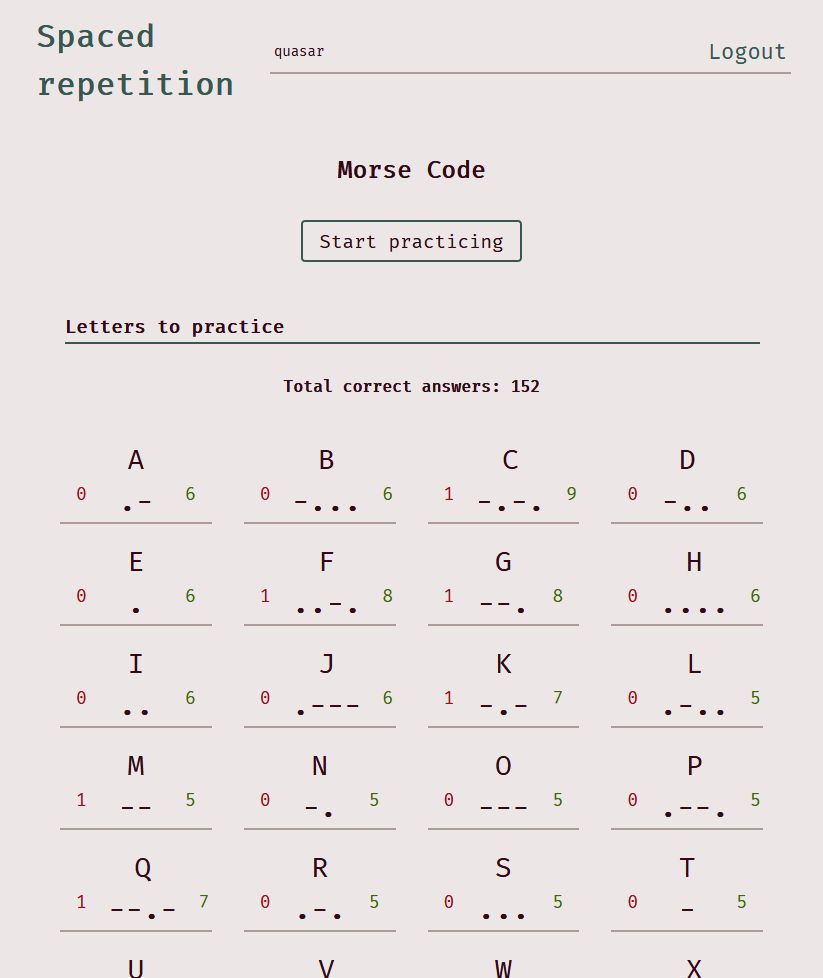 Spaced
repetition
quasar
Logout
Morse Code
Start practicing
Letters to practice
Total correct answers: 152
A B C D
0 .- 6 0 -... 6 1 -.-. 9 0 -.. 6
E F G H
0 . 6 1 ..-. 8 1 --. 8 0 .... 6
I J K L
0 .. 6 0 .--- 6 1 -.- 7 0 .-.. 5
M N O P
1 -- 5 0 -. 5 0 --- 5 0 .--. 5
Q R S T
1 --.- 7 0 .-. 5 0 ... 5 0 - 5
U V W X